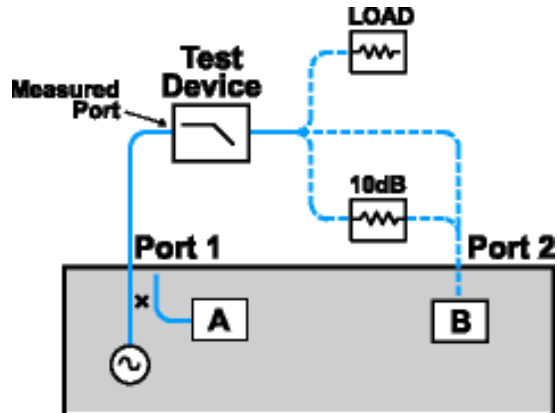 LOAD
Test
Device
Measured
Port
10dB
Port 1
Port 2
A
B